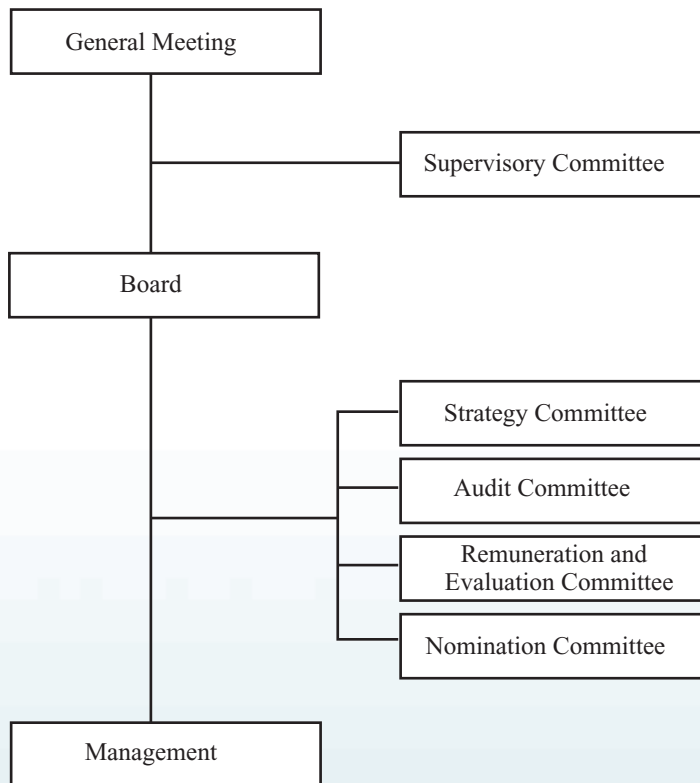 General Meeting
Supervisory Committee
Board
Strategy Committee
Audit Committee
Remuneration and
Evaluation Committee
Nomination Committee
Management